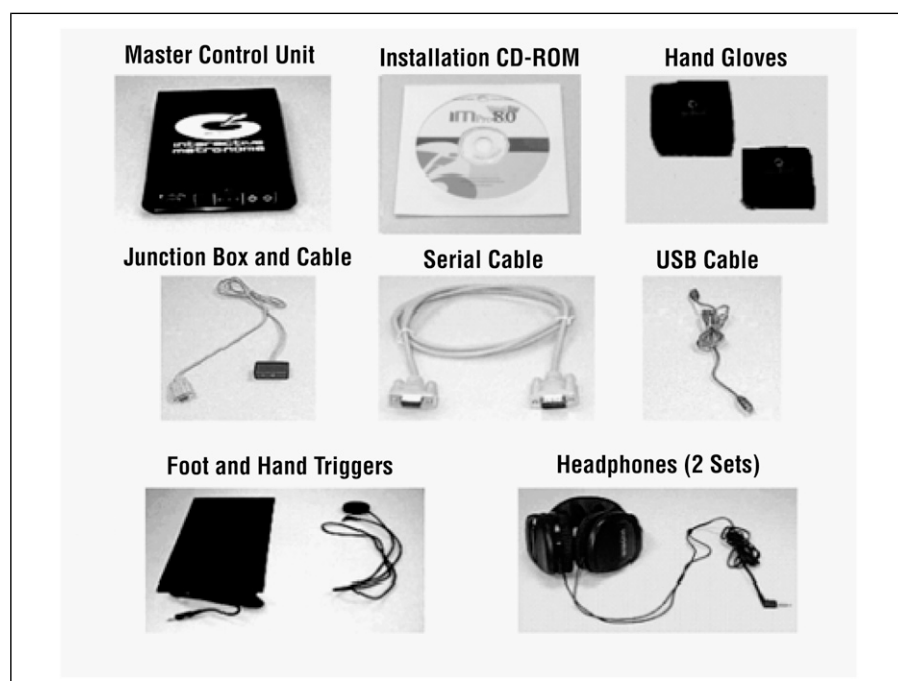 Master Control Unit
Installation CD-ROM
Hand Gloves
interactive
metronome
IM Pro 80
Junction Box and Cable
Serial Cable
USB Cable
Foot and Hand Triggers
Headphones (2 Sets)